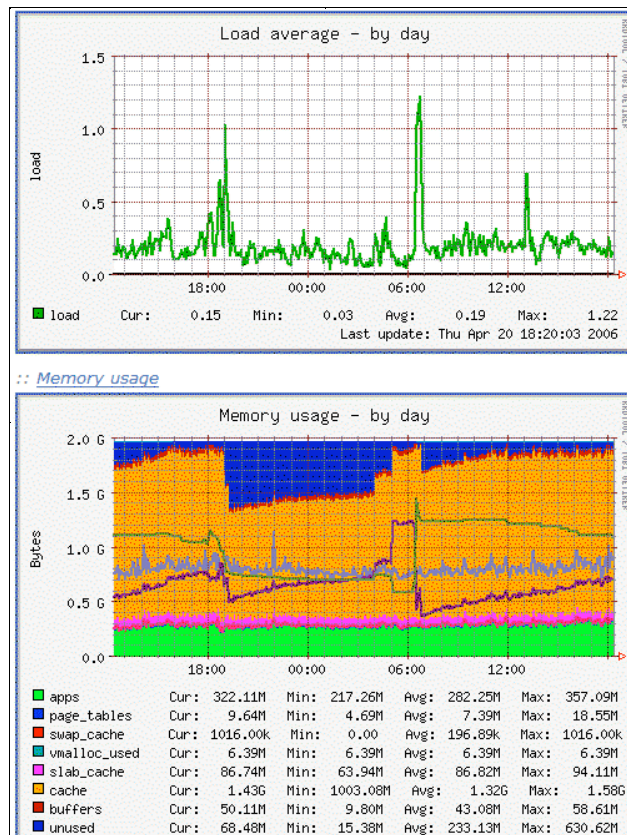 Load average - by day
RRDTOOL / TOBI OETIKER
1.5
1.0
0.5
0.0
load
18:00 00:00 06:00 12:00
load Cur: 0.15 Min: 0.03 Avg: 0.19 Max: 1.22
Last update: Thu Apr 20 18:20:03 2006
:: Memory usage
Memory usage - by day
RRDTOOL / TOBI OETIKER
2.0 G
1.5 G
1.0 G
0.5 G
0.0
Bytes
18:00 00:00 06:00 12:00
apps Cur: 322.11M Min: 217.26M Avg: 282.25M Max: 357.09M
page_tables Cur: 9.64M Min: 4.69M Avg: 7.39M Max: 18.55M
swap_cache Cur: 1016.00k Min: 0.00 Avg: 196.89k Max: 1016.00k
vmalloc_used Cur: 6.39M Min: 6.39M Avg: 6.39M Max: 6.39M
slab_cache Cur: 86.74M Min: 63.94M Avg: 86.82M Max: 94.11M
cache Cur: 1.43G Min: 1003.08M Avg: 1.32G Max: 1.58G
buffers Cur: 50.11M Min: 9.80M Avg: 43.08M Max: 58.61M
unused Cur: 68.48M Min: 15.38M Avg: 233.13M Max: 630.62M